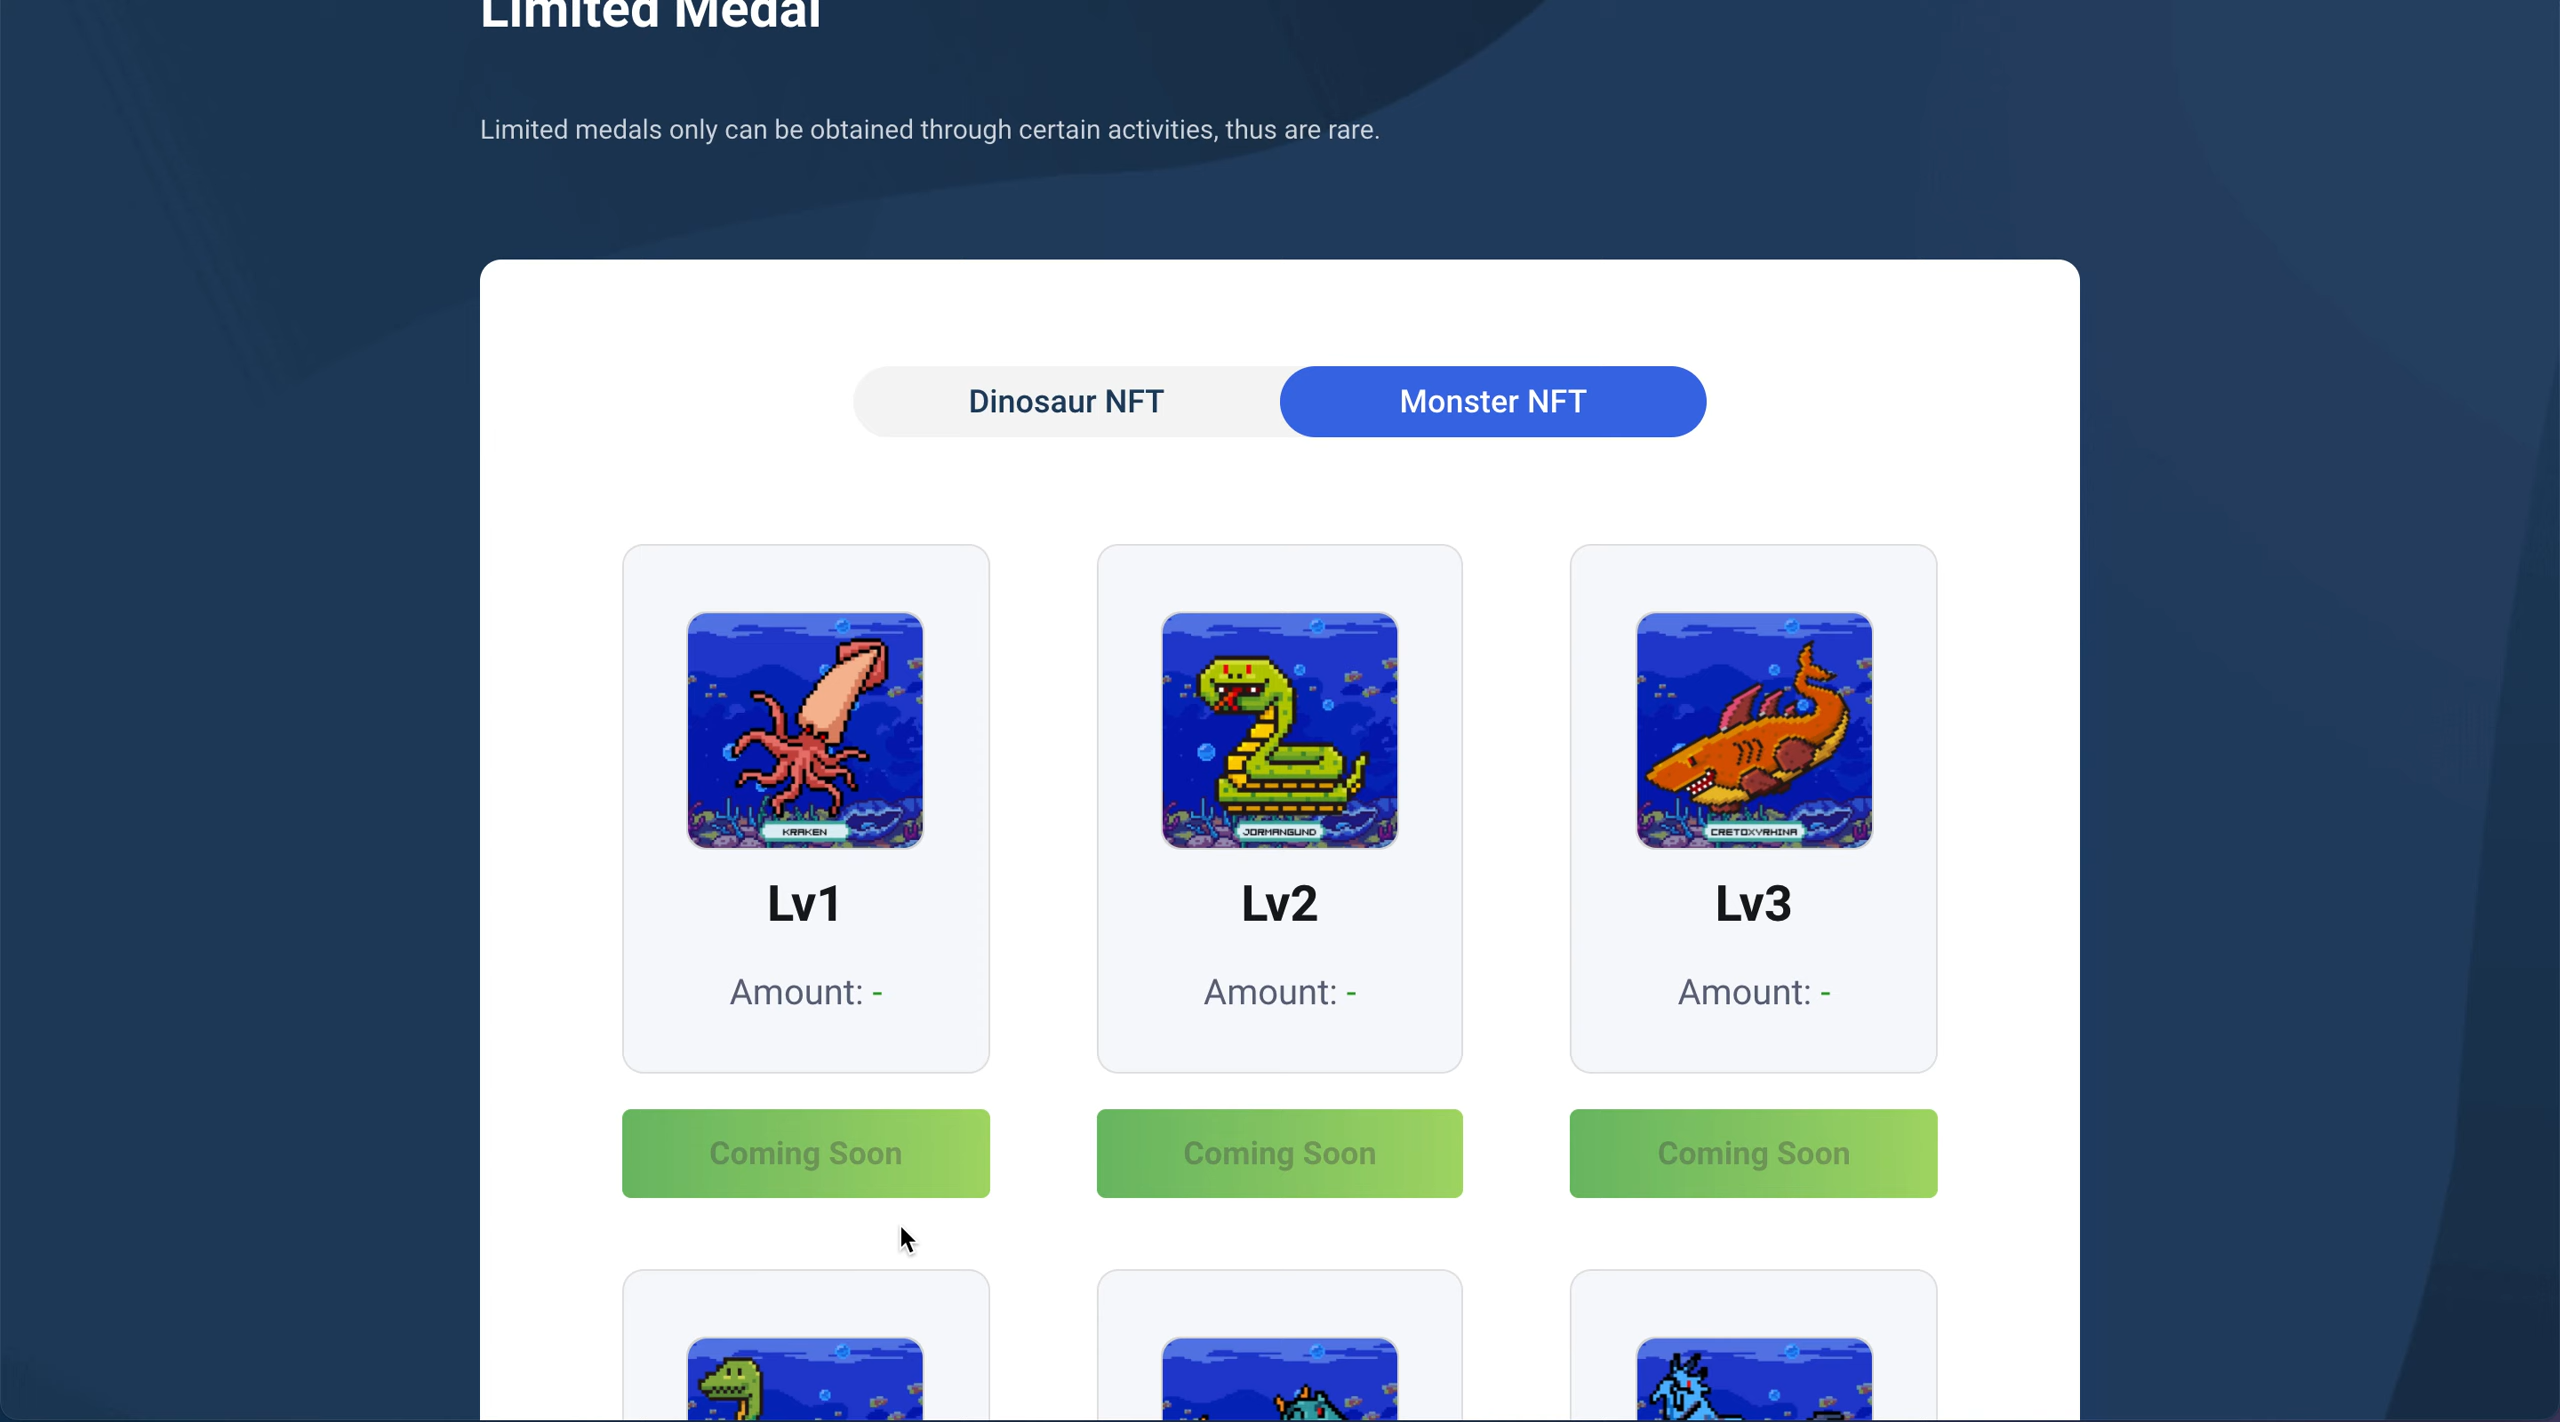 Limited Medal
Limited medals only can be obtained through certain activities, thus are rare.
Dinosaur NFT
Monster NFT
KRAKEN
JORMANGUND
CRETOXYRHINA
Lv1
Lv2
Lv3
Amount: -
Amount: -
Amount: -
Coming Soon
Coming Soon
Coming Soon